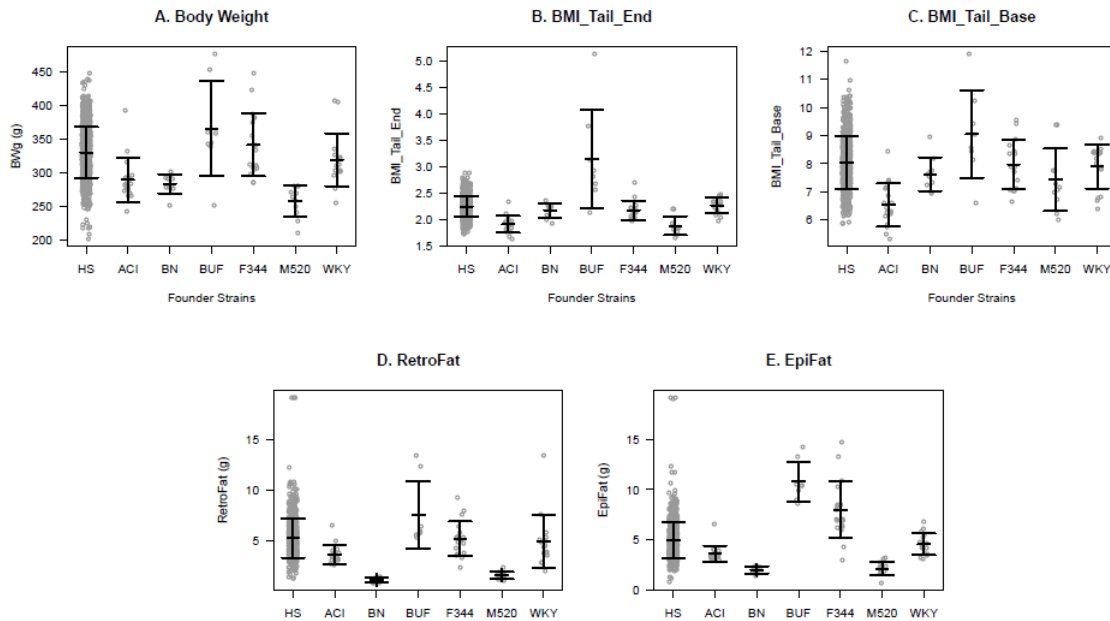 A. Body Weight
BWg (g)
450
400
350
300
250
200
HS ACI BN BUF F344 M520 WKY
Founder Strains
B. BMI_Tail_End
BMI_Tail_End
5.0
4.5
4.0
3.5
3.0
2.5
2.0
1.5
HS ACI BN BUF F344 M520 WKY
Founder Strains
C. BMI_Tail_Base
BMI_Tail_Base
12
11
10
9
8
7
6
HS ACI BN BUF F344 M520 WKY
Founder Strains
D. RetroFat
RetroFat (g)
15
10
5
HS ACI BN BUF F344 M520 WKY
E. EpiFat
EpiFat (g)
15
10
5
0
HS ACI BN BUF F344 M520 WKY